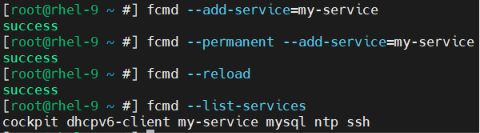 [root@rhel-9 ~ #] fcmd --add-service=my-service
success
[root@rhel-9 ~ #] fcmd --permanent --add-service=my-service
success
[root@rhel-9 ~ #] fcmd --reload
success
[root@rhel-9 ~ #] fcmd --list-services
cockpit dhcpv6-client my-service mysql ntp ssh